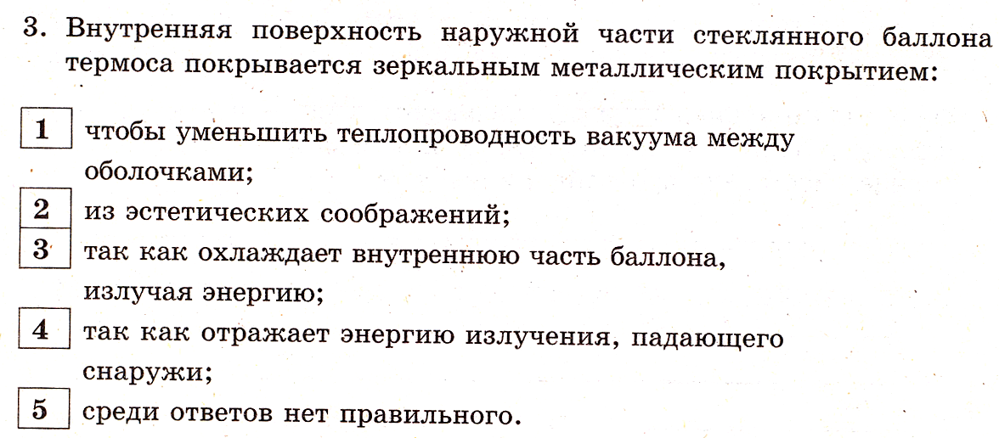 3. Внутренняя поверхность наружной части стеклянного баллона
термоса покрывается зеркальным металлическим покрытием:
1 чтобы уменьшить теплопроводность вакуума между
оболочками;
2 из эстетических соображений;
3 так как охлаждает внутреннюю часть баллона,
излучая энергию;
4 так как отражает энергию излучения, падающего
снаружи;
5 среди ответов нет правильного.